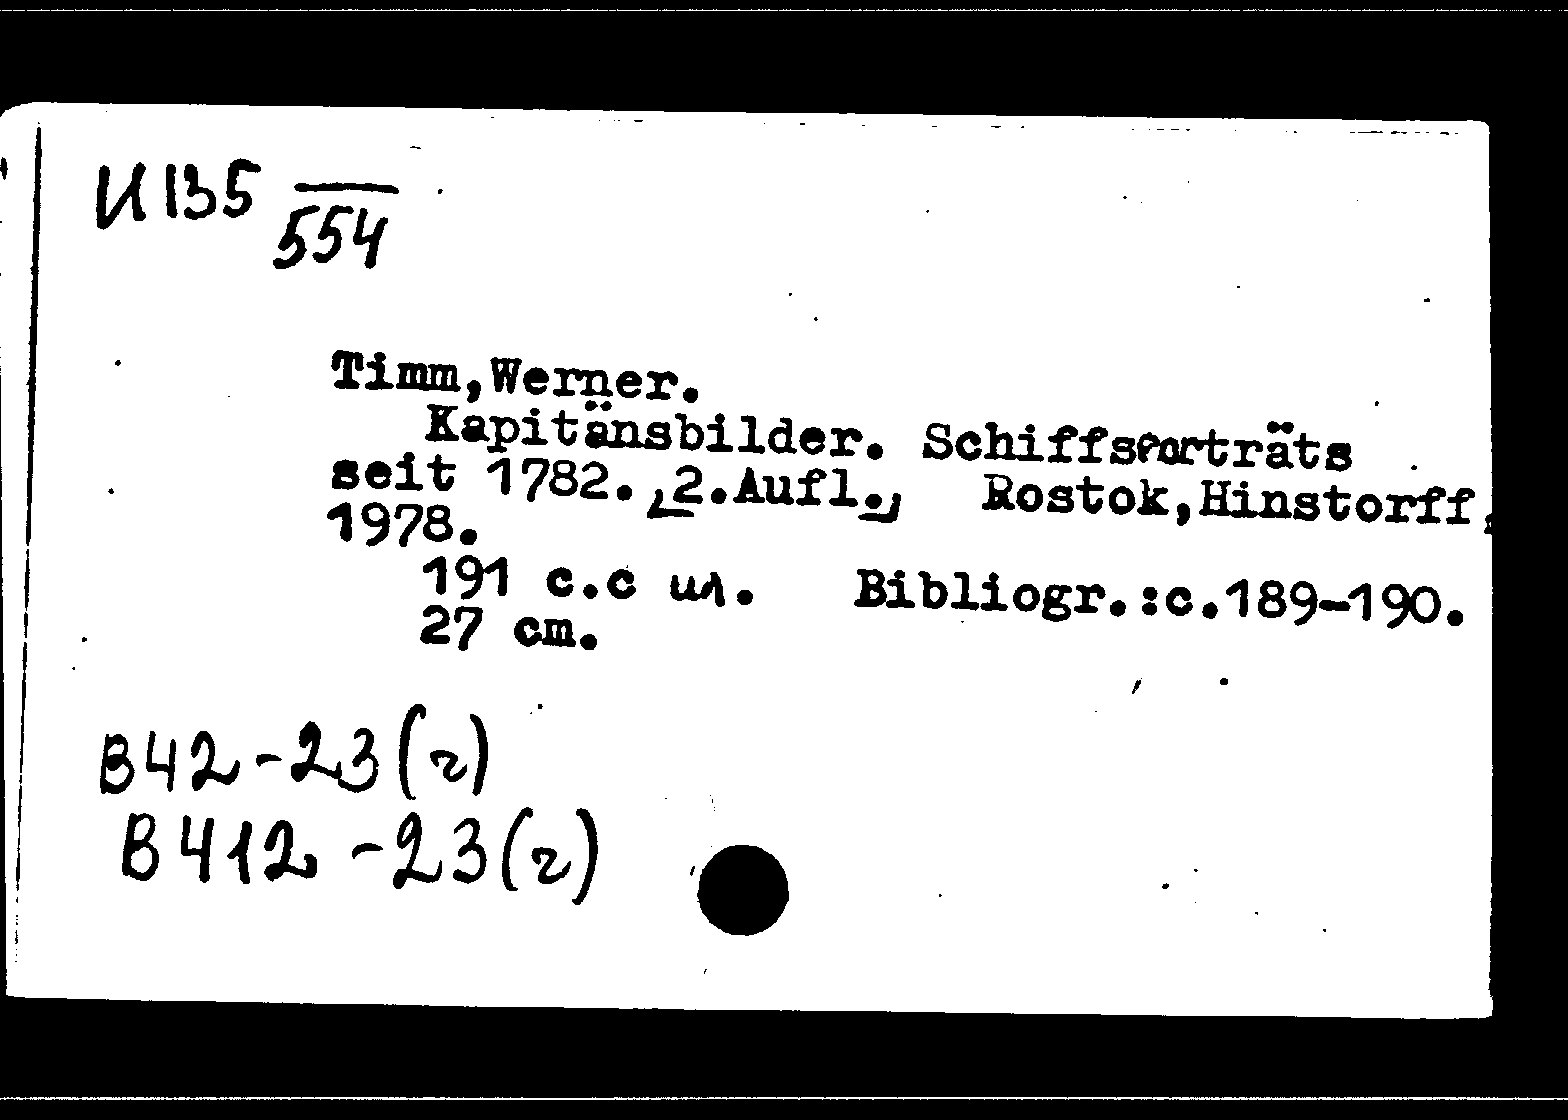 И 135 / 554
Timm,Werner.
Kapitänsbilder. Schiffsporträts
seit 1782. [2.Aufl.] Rostok,Hinstorff,
1978.
191 c.c ил. Bibliogr.:c.189-190.
27 cm.
В42-23(г)
В412-23(г)